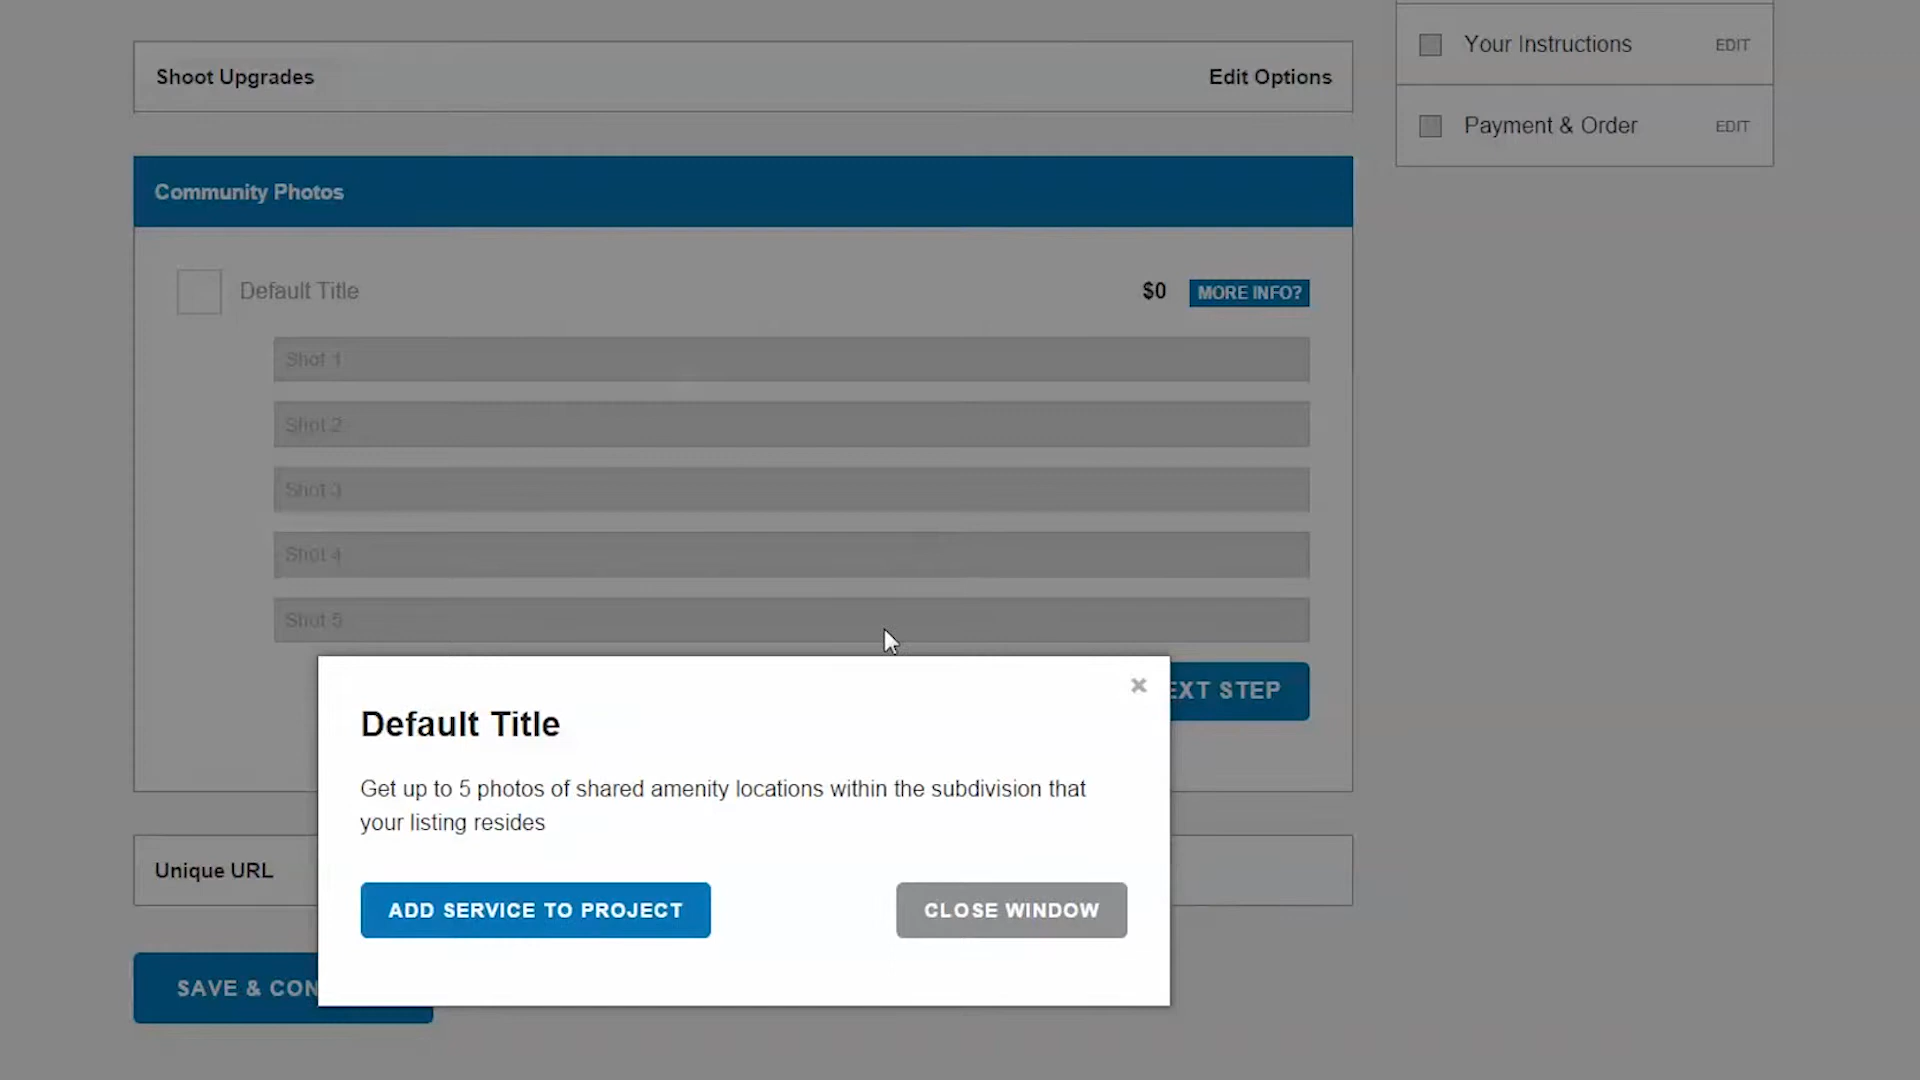 Your Instructions EDIT
Shoot Upgrades Edit Options
Payment & Order EDIT
Community Photos
Default Title $0 MORE INFO?
Shot 1
Shot 2
Shot 3
Shot 4
Shot 5
EXT STEP
Default Title
Get up to 5 photos of shared amenity locations within the subdivision that
your listing resides
Unique URL
ADD SERVICE TO PROJECT CLOSE WINDOW
SAVE & CON